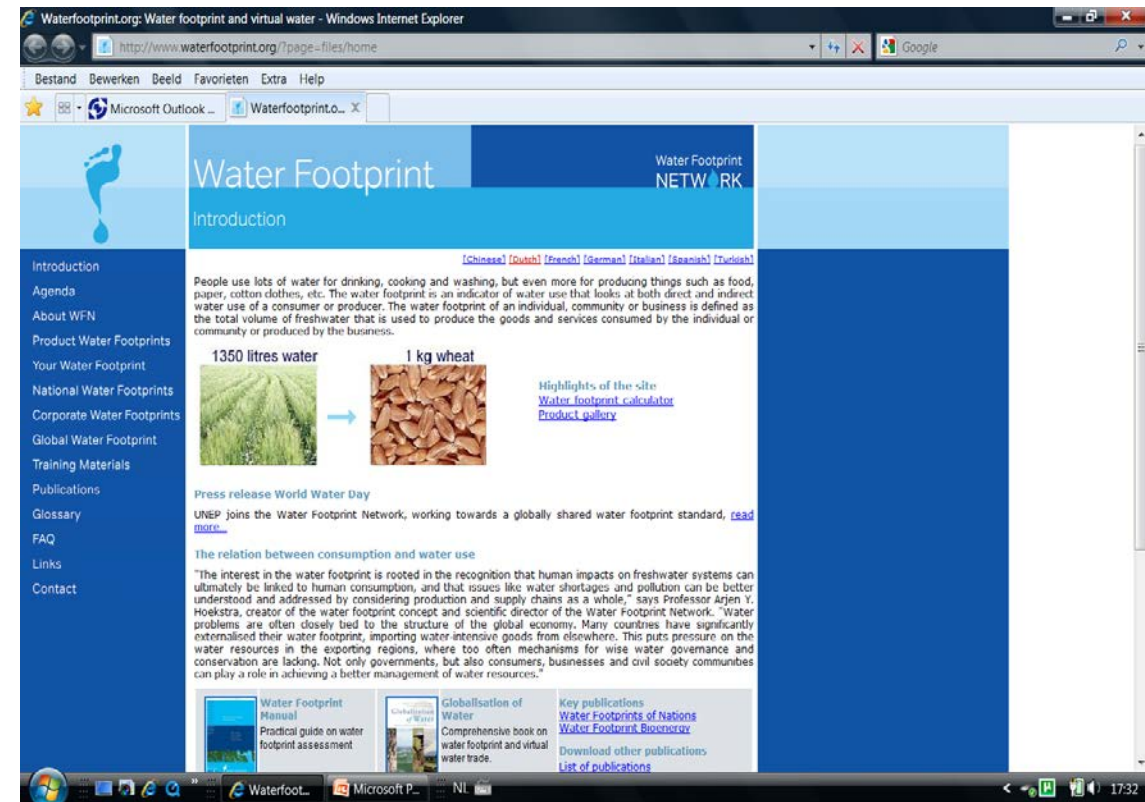 Waterfootprint.org: Water footprint and virtual water - Windows Internet Explorer
http://www.waterfootprint.org/?page=files/home
Google
Bestand Bewerken Beeld Favorieten Extra Help
Microsoft Outlook ...
Waterfootprint.o... X
Water Footprint
Introduction
Water Footprint
NETWORK
Introduction
Agenda
About WFN
Product Water Footprints
Your Water Footprint
National Water Footprints
Corporate Water Footprints
Global Water Footprint
Training Materials
Publications
Glossary
FAQ
Links
Contact
[Chinese] [Dutch] [French] [German] [Italian] [Spanish] [Turkish]
People use lots of water for drinking, cooking and washing, but even more for producing things such as food,
paper, cotton clothes, etc. The water footprint is an indicator of water use that looks at both direct and indirect
water use of a consumer or producer. The water footprint of an individual, community or business is defined as
the total volume of freshwater that is used to produce the goods and services consumed by the individual or
community or produced by the business.
1350 litres water
1 kg wheat
Highlights of the site
Water footprint calculator
Product gallery
Press release World Water Day
UNEP joins the Water Footprint Network, working towards a globally shared water footprint standard, read
more...
The relation between consumption and water use
"The interest in the water footprint is rooted in the recognition that human impacts on freshwater systems can
ultimately be linked to human consumption, and that issues like water shortages and pollution can be better
understood and addressed by considering production and supply chains as a whole," says Professor Arjen Y.
Hoekstra, creator of the water footprint concept and scientific director of the Water Footprint Network. "Water
problems are often closely tied to the structure of the global economy. Many countries have significantly
externalised their water footprint, importing water-intensive goods from elsewhere. This puts pressure on the
water resources in the exporting regions, where too often mechanisms for wise water governance and
conservation are lacking. Not only governments, but also consumers, businesses and civil society communities
can play a role in achieving a better management of water resources."
Water Footprint
Manual
Practical guide on water
footprint assessment
Globalisation of Water
Globalisation of
Water
Comprehensive book on
water footprint and virtual
water trade.
Key publications
Water Footprints of Nations
Water Footprint Bioenergy
Download other publications
List of publications
Waterfoot...
Microsoft P...
NL
17:32